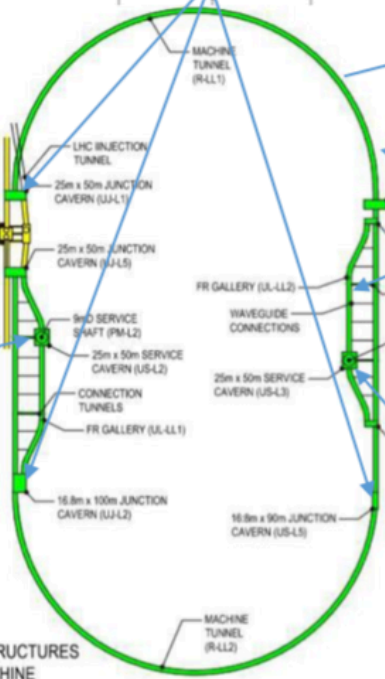 MACHINE
TUNNEL
(R-LL1)
LHC IINJECTION
TUNNEL
25m x 50m JUNCTION
CAVERN (UJ-L1)
25m x 50m JUNCTION
CAVERN (UJ-L5)
FR GALLERY (UL-LL2)
WAVEGUIDE
CONNECTIONS
9mD SERVICE
SHAFT (PM-L2)
25m x 50m SERVICE
CAVERN (US-L2)
25m x 50m SERVICE
CAVERN (US-L3)
CONNECTION
TUNNELS
FR GALLERY (UL-LL1)
16.8m x 100m JUNCTION
CAVERN (UJ-L2)
16.8m x 90m JUNCTION
CAVERN (US-L5)
MACHINE
TUNNEL
(R-LL2)
RUCTURES
HINE